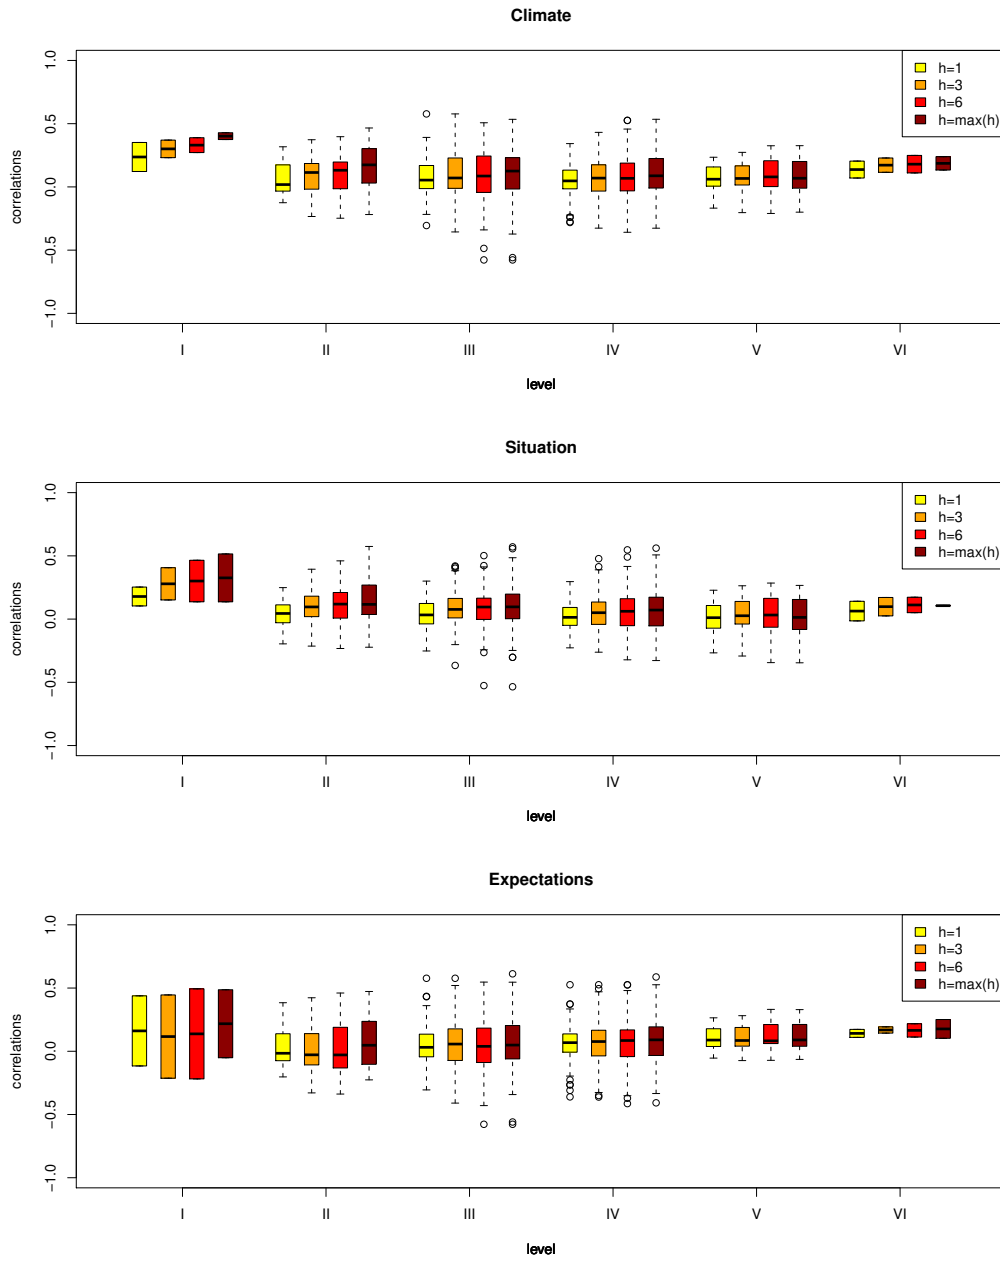 Climate
1.0
0.5
0.0
−0.5
−1.0
correlations
h=1
h=3
h=6
h=max(h)
I II III IV V VI
level
Situation
1.0
0.5
0.0
−0.5
−1.0
correlations
h=1
h=3
h=6
h=max(h)
I II III IV V VI
level
Expectations
1.0
0.5
0.0
−0.5
−1.0
correlations
h=1
h=3
h=6
h=max(h)
I II III IV V VI
level